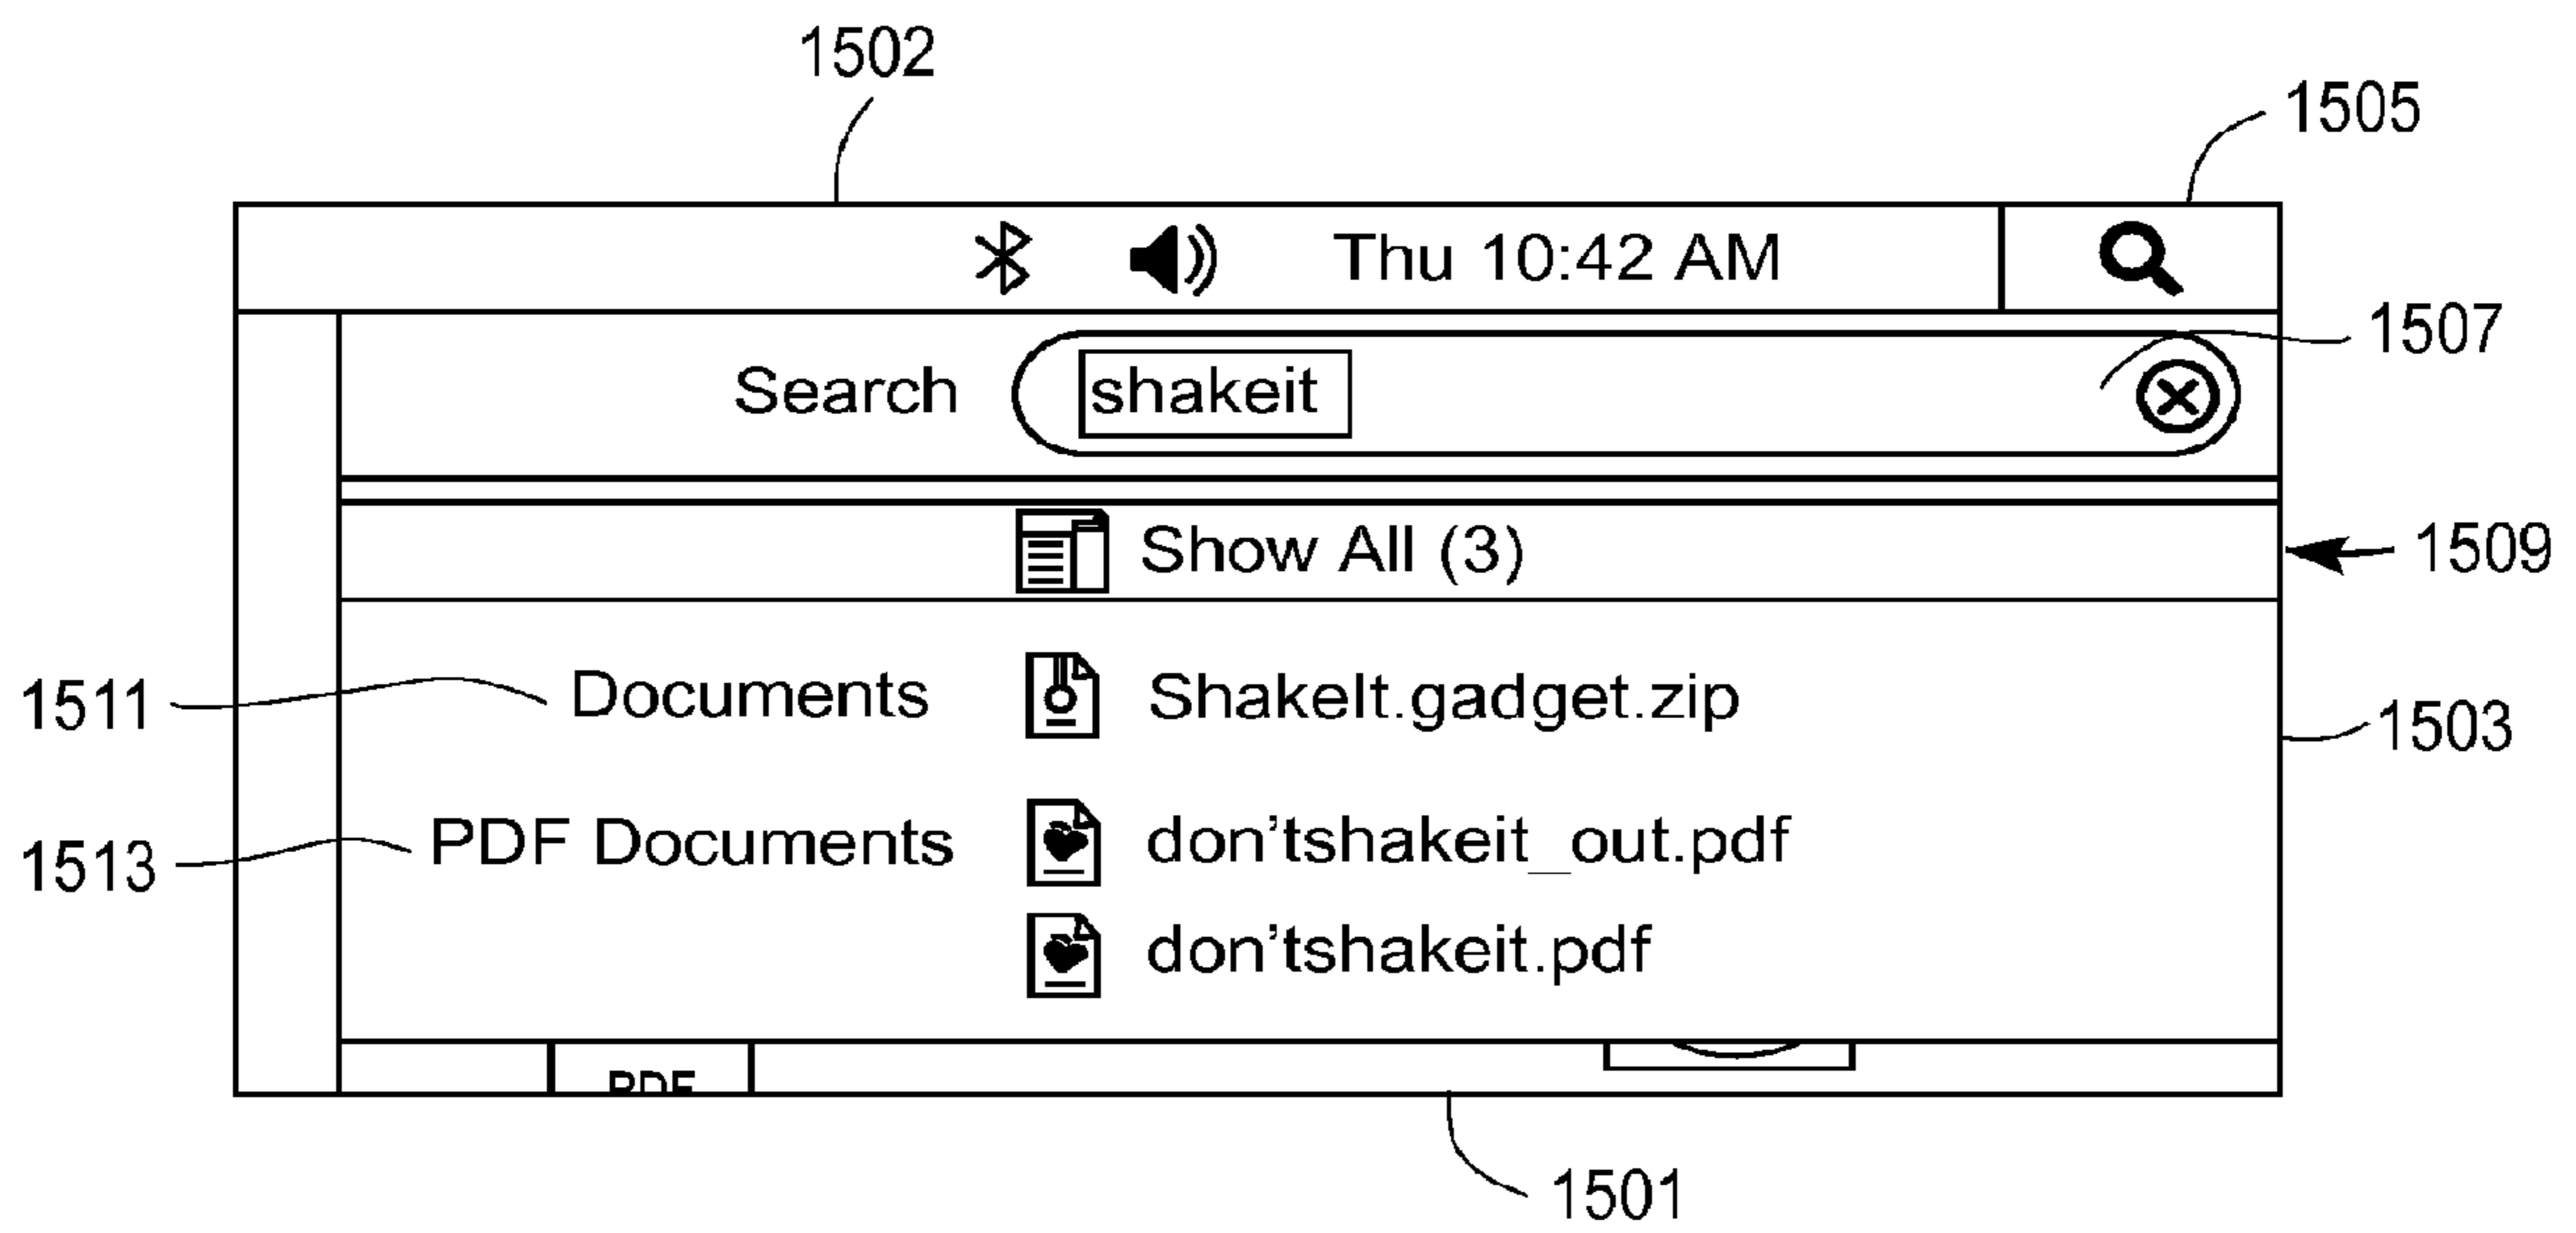 1502
1505
Thu 10:42 AM
1507
Search shakeit
Show All (3)
1509
1511
Documents ShakeIt.gadget.zip
1503
1513
PDF Documents don'tshakeit_out.pdf
don'tshakeit.pdf
PDF
1501